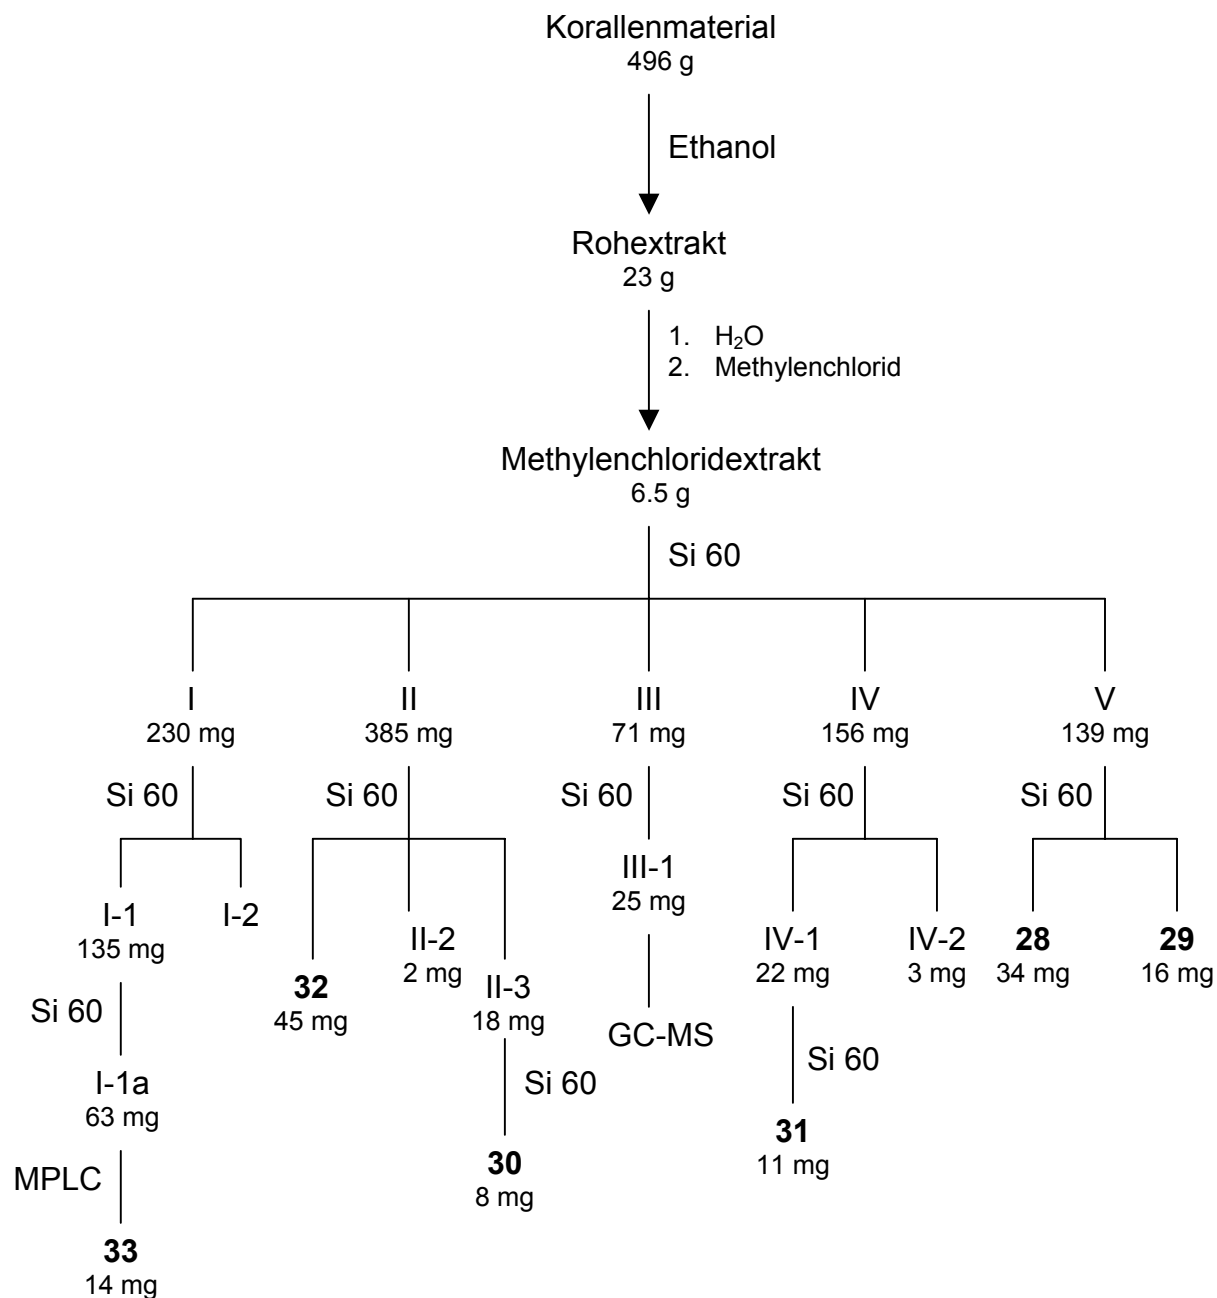 Korallenmaterial
496 g
Ethanol
Rohextrakt
23 g
1. H₂O
2. Methylenchlorid
Methylenchloridextrakt
6.5 g
Si 60
I II III IV V
230 mg 385 mg 71 mg 156 mg 139 mg
Si 60 Si 60 Si 60 Si 60 Si 60
III-1
25 mg
I-1 I-2
135 mg
II-2 IV-1 IV-2 28 29
2 mg 22 mg 3 mg 34 mg 16 mg
32 II-3
45 mg 18 mg
Si 60
GC-MS
Si 60
I-1a Si 60
63 mg
31
11 mg
MPLC
30
8 mg
33
14 mg